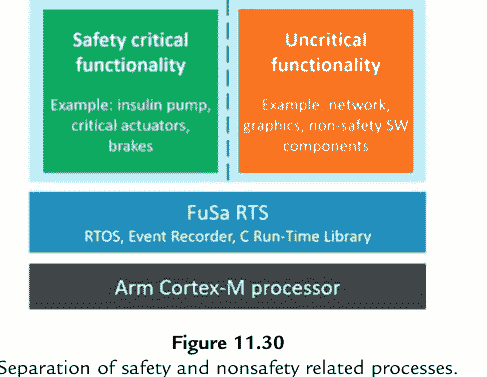 Safety critical
functionality
Example: insulin pump,
critical actuators,
brakes
Uncritical
functionality
Example: network,
graphics, non-safety SW
components
FuSa RTS
RTOS, Event Recorder, C Run-Time Library
Arm Cortex-M processor
Figure 11.30
Separation of safety and nonsafety related processes.